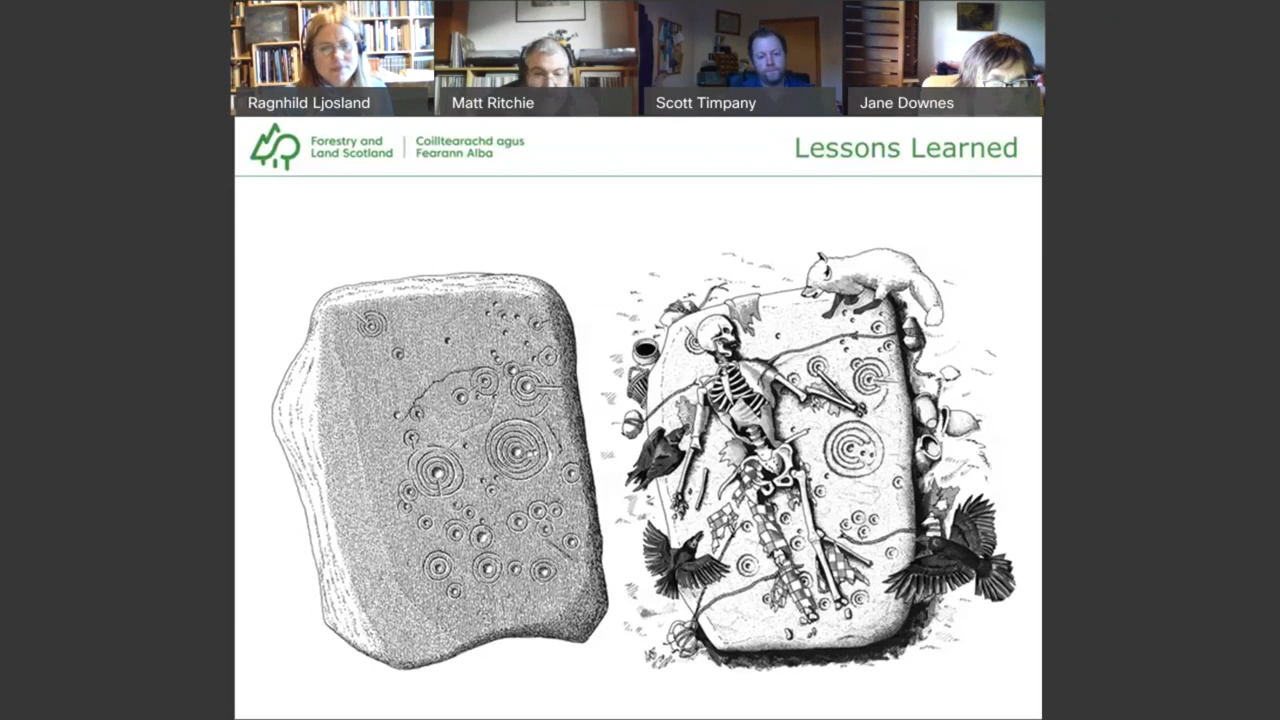 Ragnhild Ljosland
Matt Ritchie
Scott Timpany
Jane Downes
Forestry and
Land Scotland
Coilltearachd agus
Fearann Alba
Lessons Learned